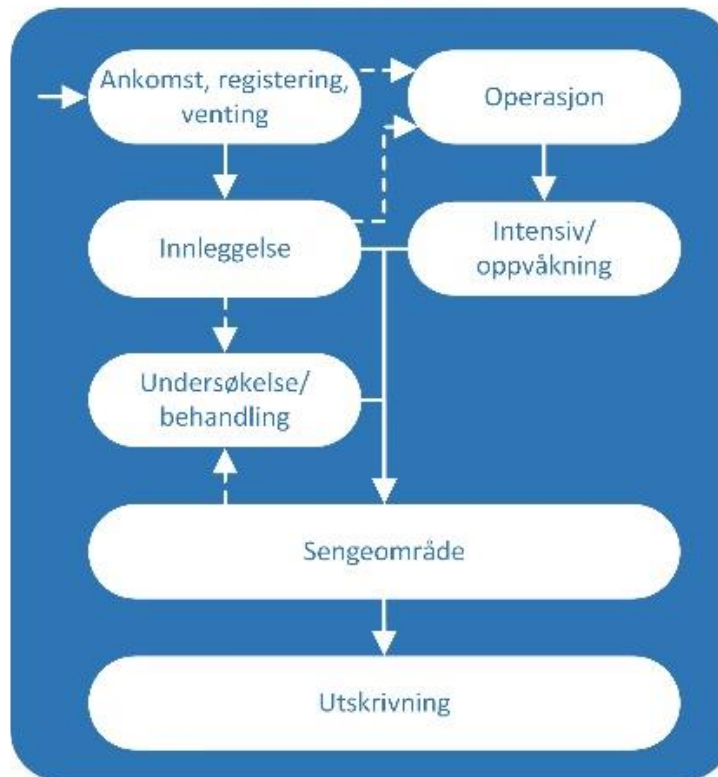 Ankomst, registering,
venting
Operasjon
Innleggelse
Intensiv/
oppvåkning
Undersøkelse/
behandling
Sengeområde
Utskrivning